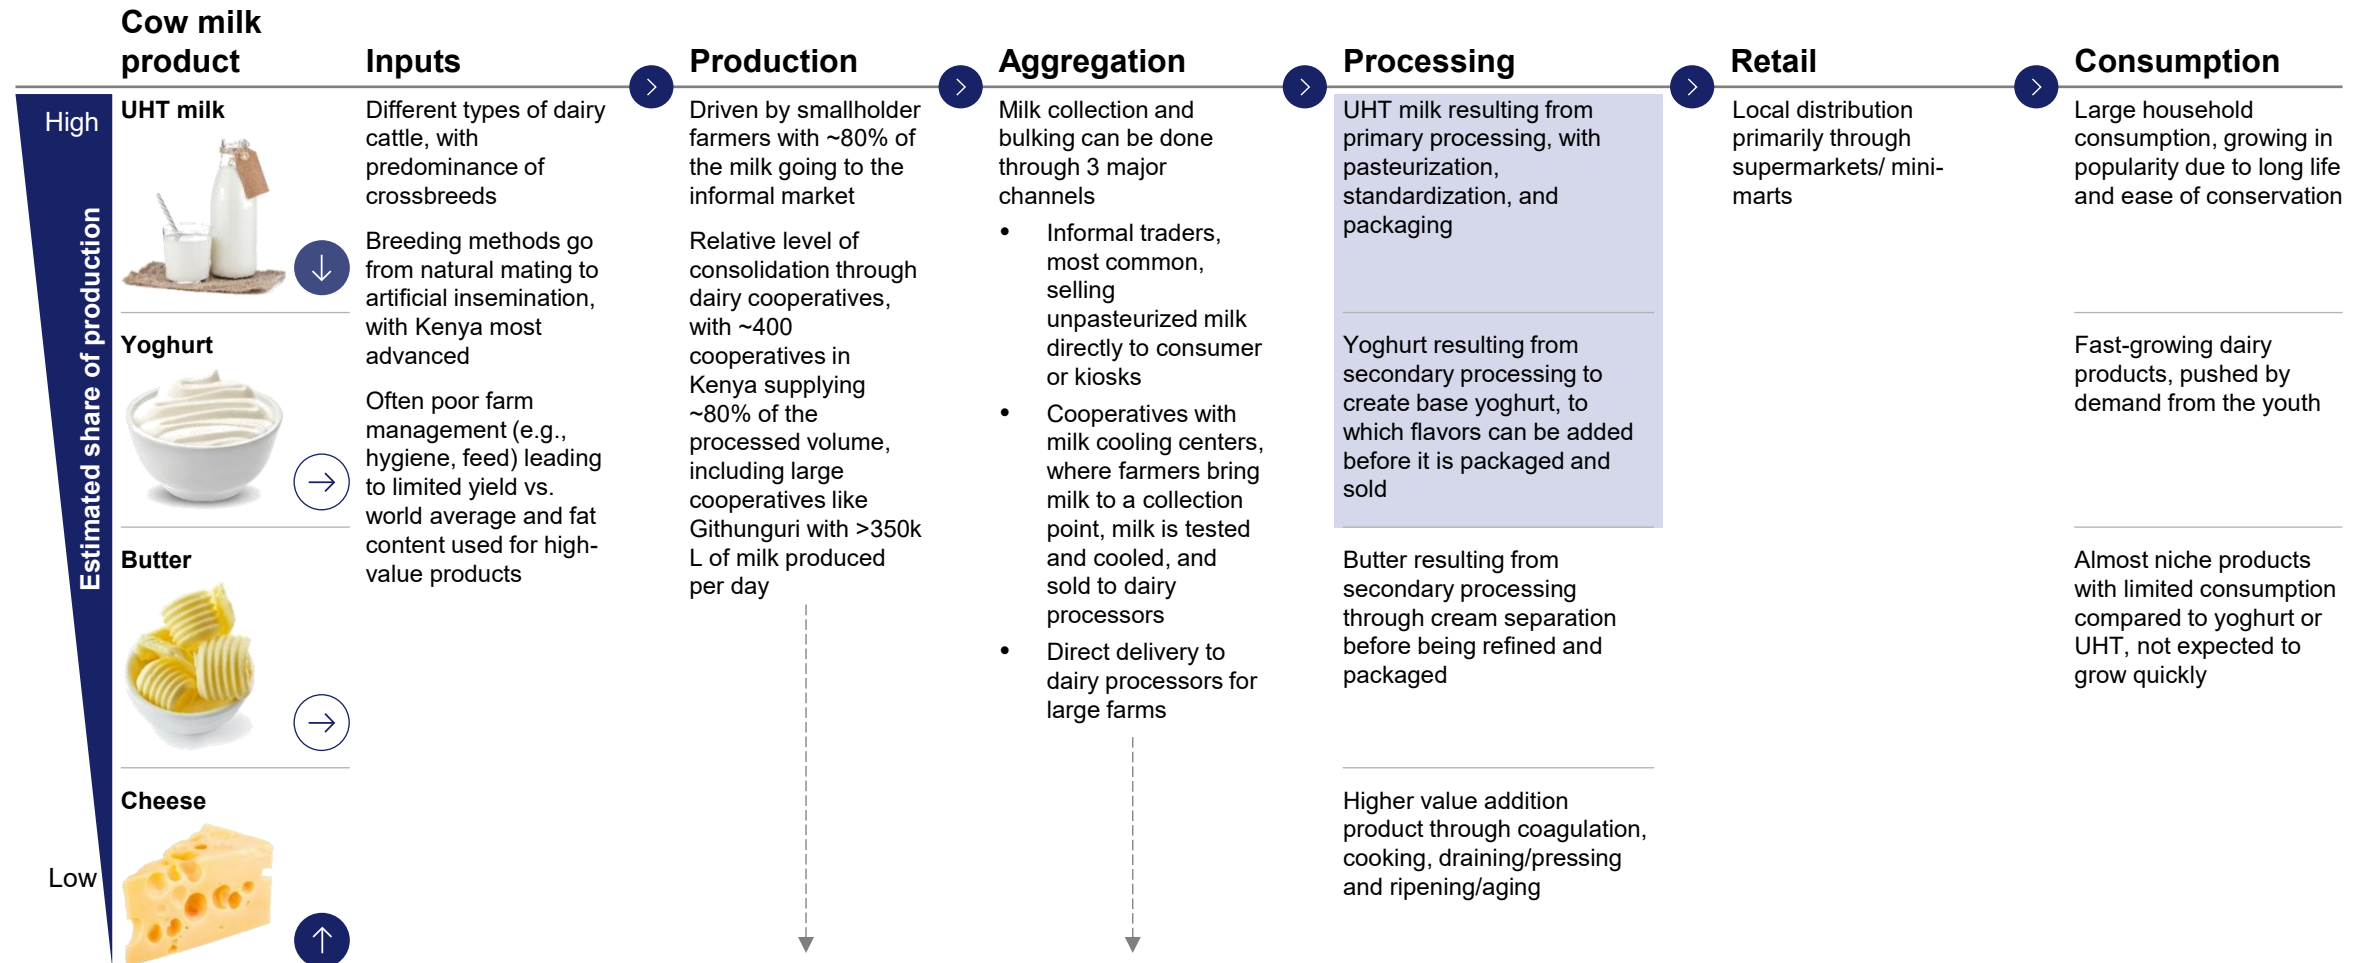 Cow milk
product
Inputs
Production
Aggregation
Processing
Retail
Consumption
High
Estimated share of production
Low
UHT milk
Yoghurt
Butter
Cheese
Different types of dairy
cattle, with
predominance of
crossbreeds
Breeding methods go
from natural mating to
artificial insemination,
with Kenya most
advanced
Often poor farm
management (e.g.,
hygiene, feed) leading
to limited yield vs.
world average and fat
content used for high-
value products
Driven by smallholder
farmers with ~80% of
the milk going to the
informal market
Relative level of
consolidation through
dairy cooperatives,
with ~400
cooperatives in
Kenya supplying
~80% of the
processed volume,
including large
cooperatives like
Githunguri with >350k
L of milk produced
per day
Milk collection and
bulking can be done
through 3 major
channels
• Informal traders,
most common,
selling
unpasteurized milk
directly to consumer
or kiosks
• Cooperatives with
milk cooling centers,
where farmers bring
milk to a collection
point, milk is tested
and cooled, and
sold to dairy
processors
• Direct delivery to
dairy processors for
large farms
UHT milk resulting from
primary processing, with
pasteurization,
standardization, and
packaging
Yoghurt resulting from
secondary processing to
create base yoghurt, to
which flavors can be added
before it is packaged and
sold
Butter resulting from
secondary processing
through cream separation
before being refined and
packaged
Higher value addition
product through coagulation,
cooking, draining/pressing
and ripening/aging
Local distribution
primarily through
supermarkets/ mini-
marts
Large household
consumption, growing in
popularity due to long life
and ease of conservation
Fast-growing dairy
products, pushed by
demand from the youth
Almost niche products
with limited consumption
compared to yoghurt or
UHT, not expected to
grow quickly